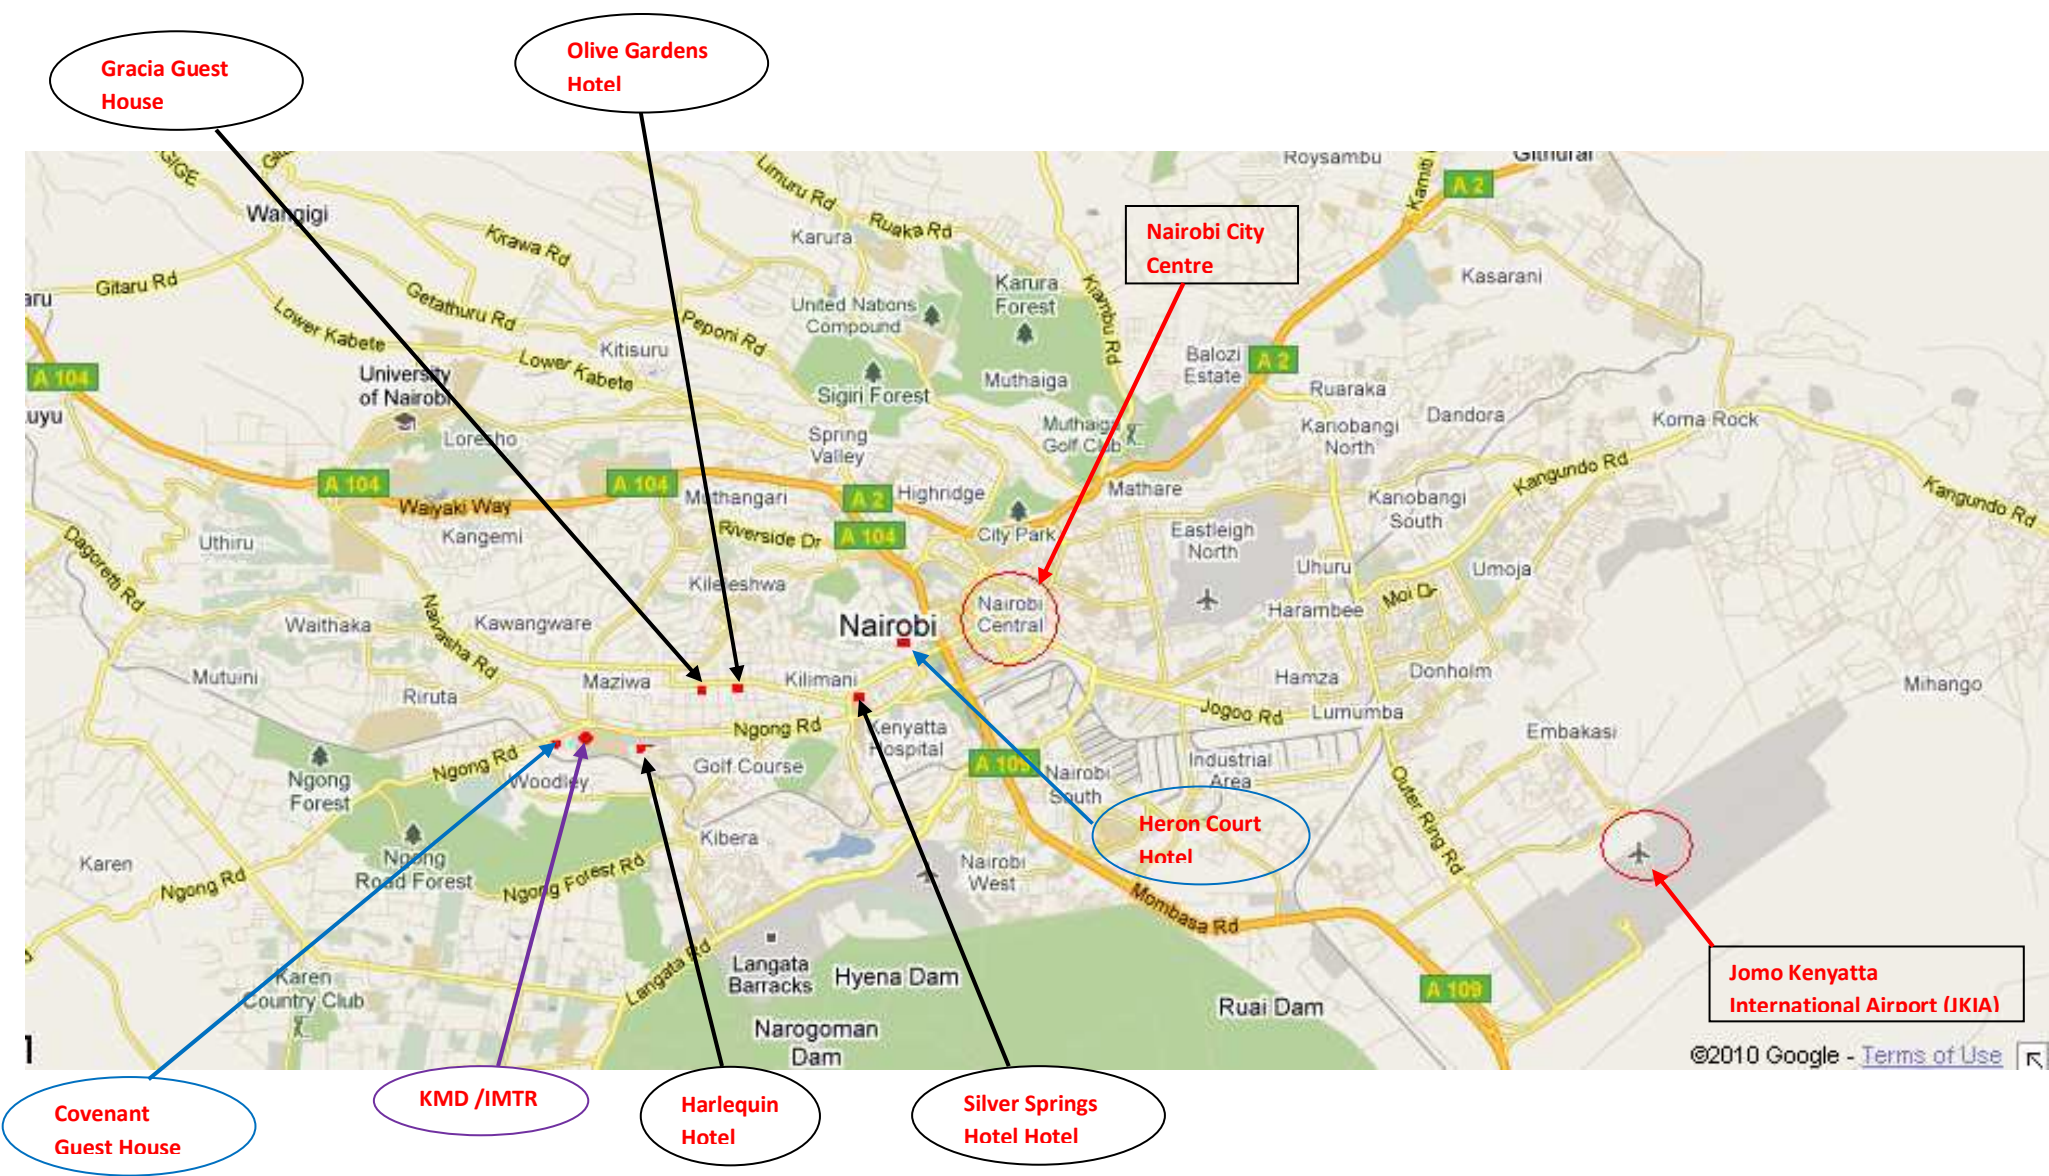 Gracia Guest
House
Olive Gardens
Hotel
Roysambu
Githurai
Kamiti
A 2
Limuru Rd
Wangigi
Kirawa Rd
Karura
Ruaka Rd
Nairobi City
Centre
Gitaru Rd
aru
Getathuru Rd
Lower Kabete
United Nations
Compound
Karura
Forest
Kiambu Rd
Kasarani
Peponi Rd
Kitisuru
Lower Kabete
A 104
University
of Nairobi
Sigiri Forest
Muthaiga
Balozi
Estate
A 2
Ruaraka
uyu
Loresho
Spring
Valley
Muthaiga
Golf Club
Kariobangi
North
Dandora
Koma Rock
A 104
A 104
Waiyaki Way
Muthangari
A 2
Highridge
Mathare
Kariobangi
South
Kangundo Rd
Kangundo Rd
Dagoretti Rd
Uthiru
Kangemi
Riverside Dr
A 104
City Park
Eastleigh
North
Uhuru
Umoja
Kileleshwa
Nairobi
Central
Harambee
Moi Dr
Waithaka
Naivasha Rd
Kawangware
Nairobi
Mutuini
Riruta
Maziwa
Kilimani
Hamza
Donholm
Mihango
Ngong Rd
Kenyatta
Hospital
Jogoo Rd
Lumumba
Embakasi
Ngong
Forest
Ngong Rd
Woodley
Golf Course
A 109
Nairobi
South
Industrial
Area
Outer Ring Rd
Heron Court
Hotel
Kibera
Karen
Ngong Rd
Ngong
Road Forest
Ngong Forest Rd
Nairobi
West
Mombasa Rd
Karen
Country Club
Langata Rd
Langata
Barracks
Hyena Dam
Ruai Dam
A 109
Jomo Kenyatta
International Airport (JKIA)
Narogoman
Dam
©2010 Google - Terms of Use
Covenant
Guest House
KMD /IMTR
Harlequin
Hotel
Silver Springs
Hotel Hotel